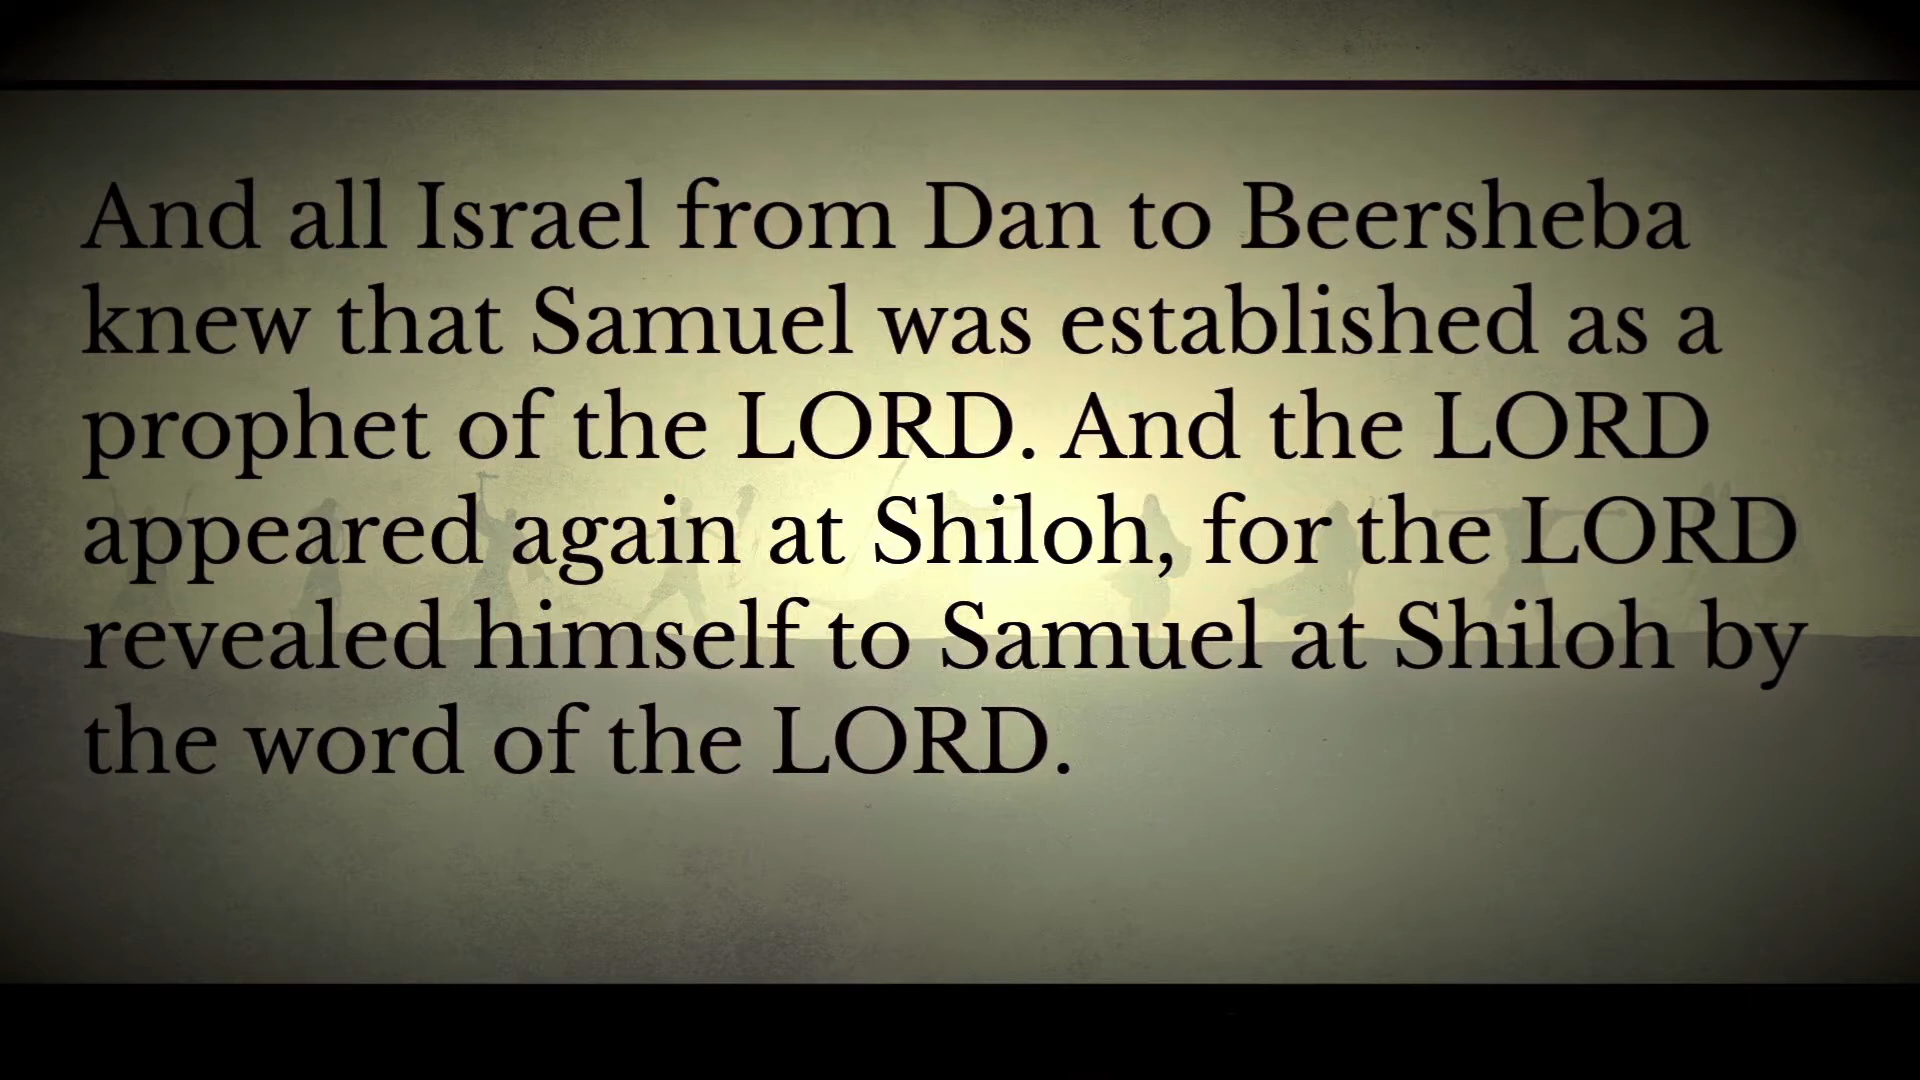 And all Israel from Dan to Beersheba
knew that Samuel was established as a
prophet of the LORD. And the LORD
appeared again at Shiloh, for the LORD
revealed himself to Samuel at Shiloh by
the word of the LORD.